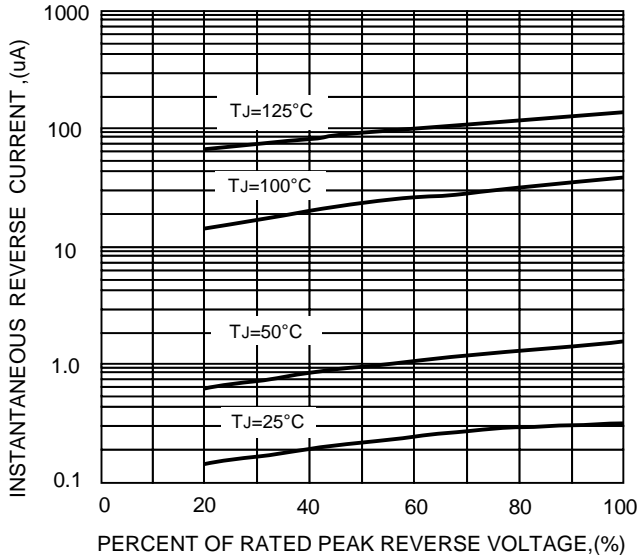 INSTANTANEOUS REVERSE CURRENT ,(uA)
1000
100
10
1.0
0.1
TJ=125°C
TJ=100°C
TJ=50°C
TJ=25°C
0 20 40 60 80 100
PERCENT OF RATED PEAK REVERSE VOLTAGE,(%)